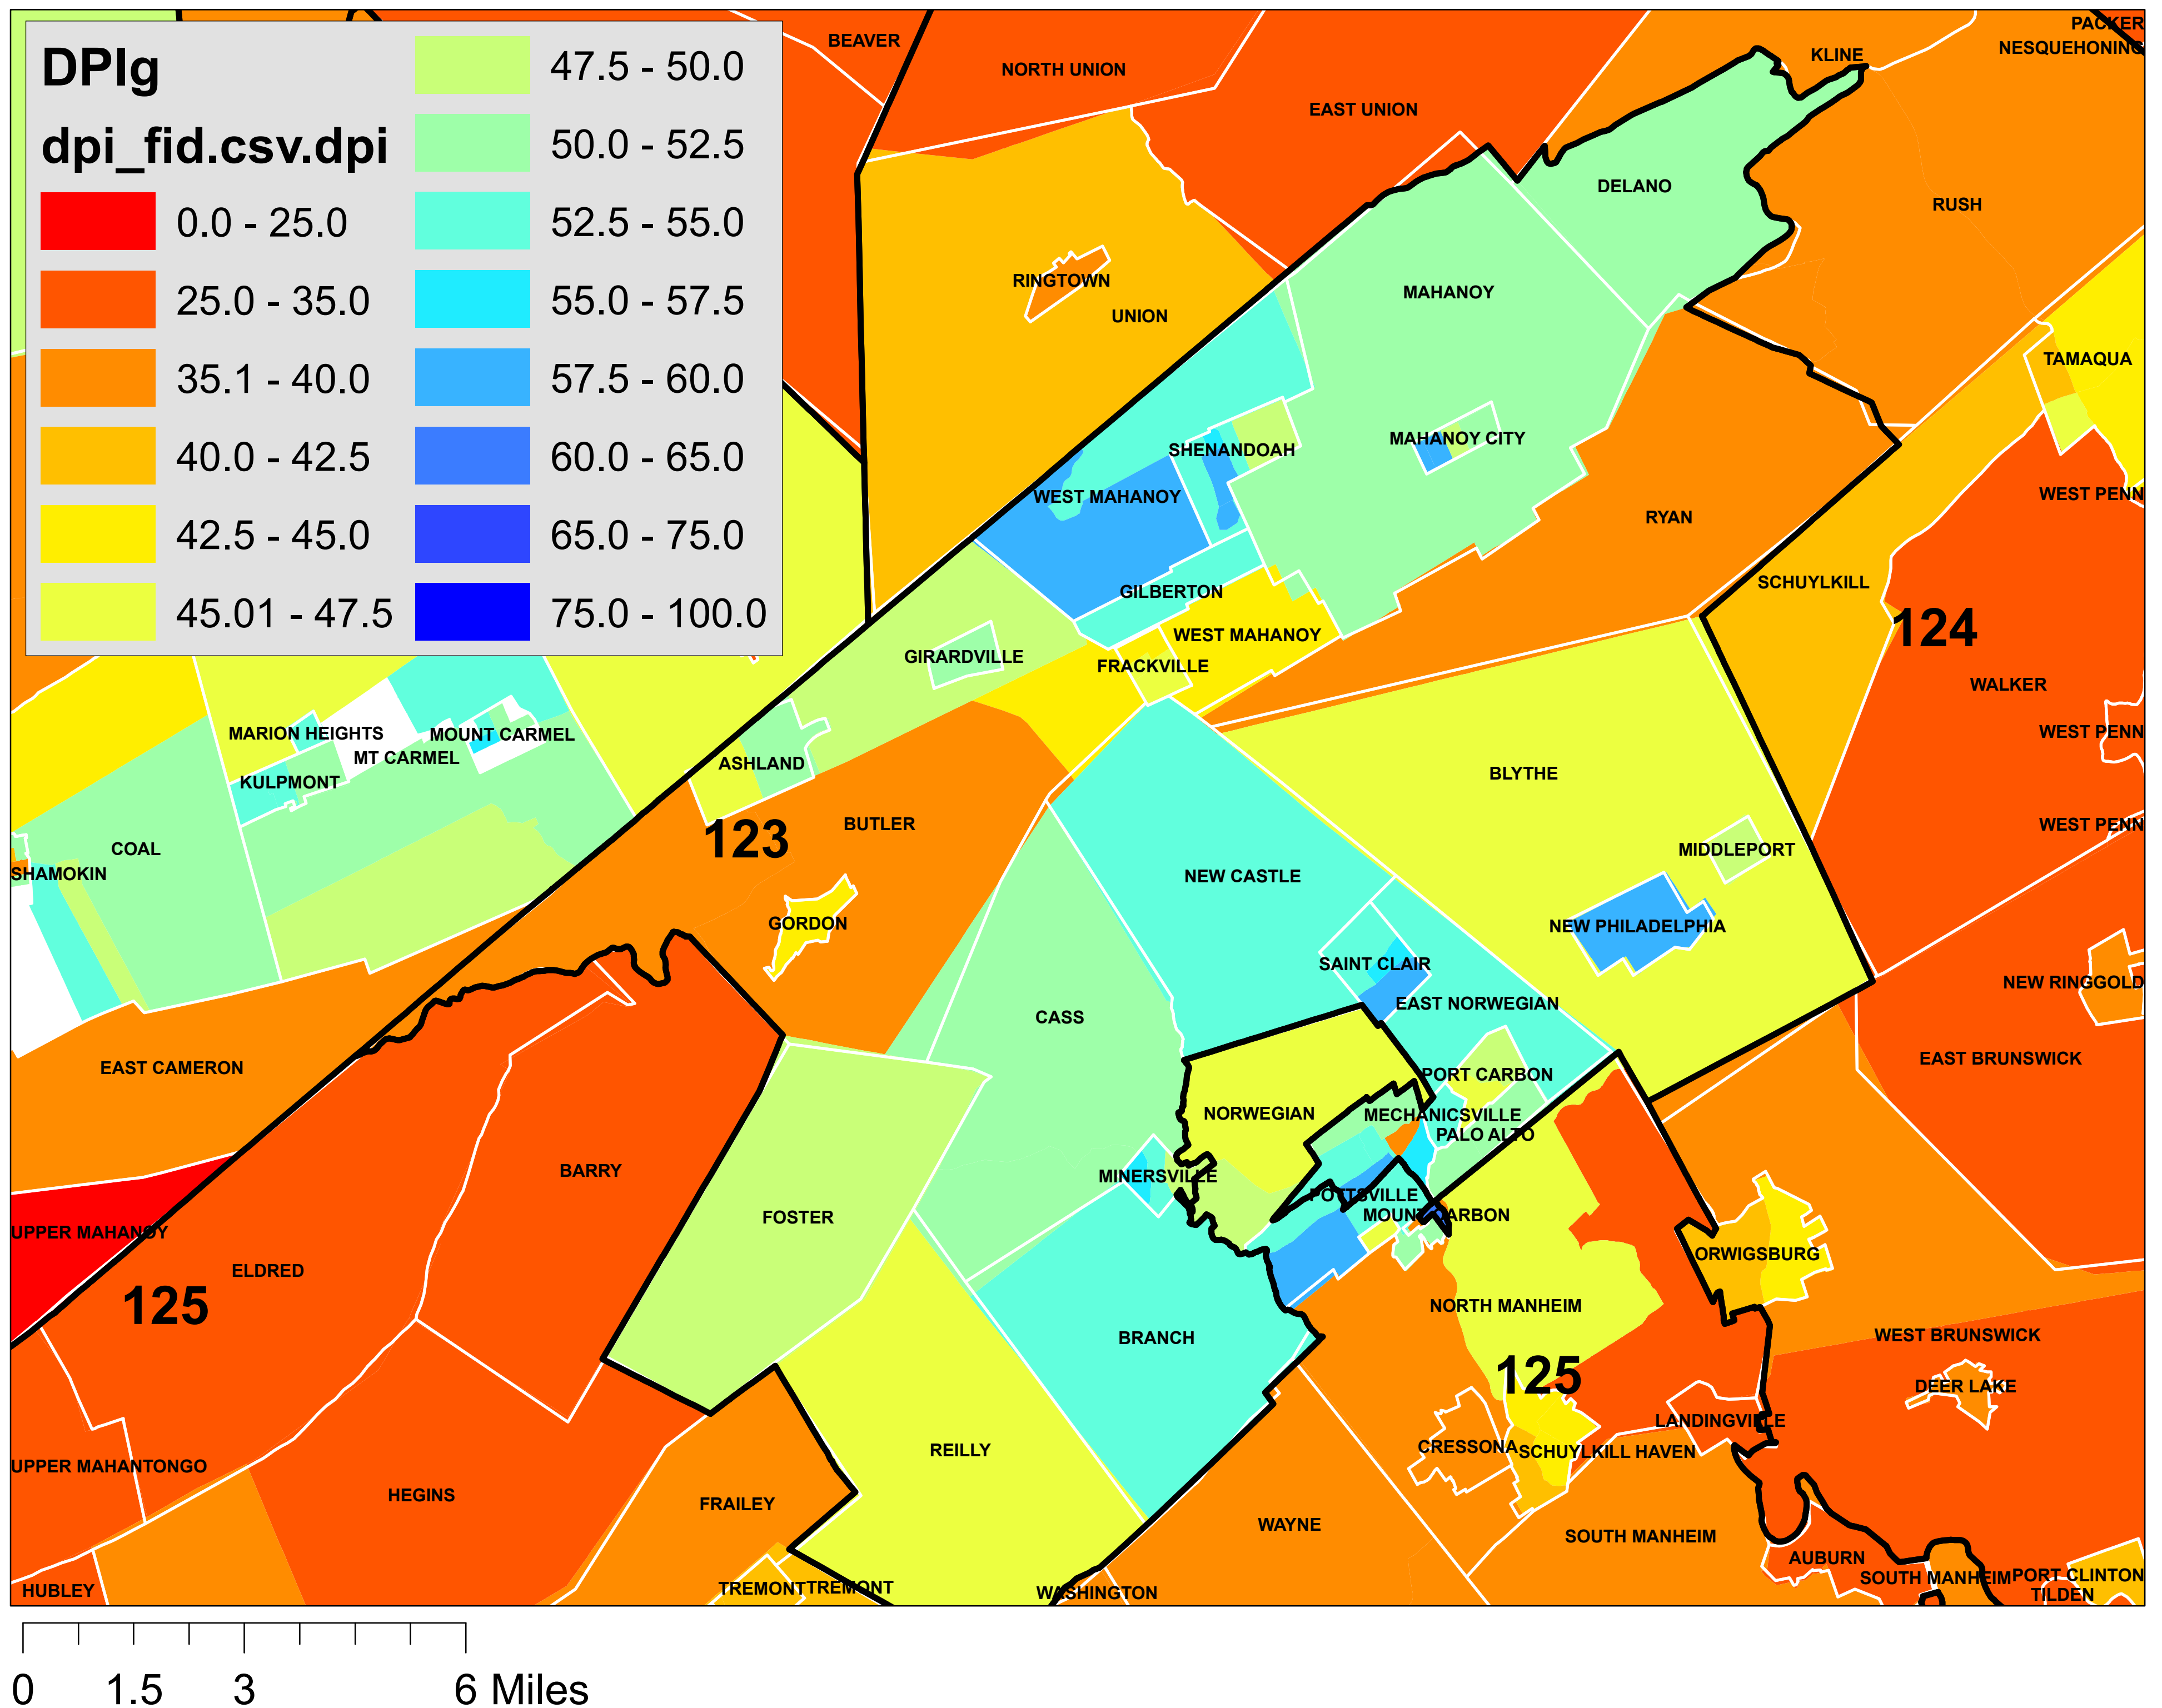 DPIg
dpi_fid.csv.dpi
0.0 - 25.0
25.0 - 35.0
35.1 - 40.0
40.0 - 42.5
42.5 - 45.0
45.01 - 47.5
47.5 - 50.0
50.0 - 52.5
52.5 - 55.0
55.0 - 57.5
57.5 - 60.0
60.0 - 65.0
65.0 - 75.0
75.0 - 100.0
BEAVER
NORTH UNION
EAST UNION
KLINE
PACKER
NESQUEHONING
DELANO
RUSH
RINGTOWN
UNION
MAHANOY
TAMAQUA
SHENANDOAH
MAHANOY CITY
WEST MAHANOY
WEST PENN
RYAN
SCHUYLKILL
GILBERTON
124
WEST MAHANOY
GIRARDVILLE
FRACKVILLE
WALKER
MARION HEIGHTS
MOUNT CARMEL
WEST PENN
MT CARMEL
ASHLAND
BLYTHE
KULPMONT
123
BUTLER
WEST PENN
COAL
MIDDLEPORT
SHAMOKIN
NEW CASTLE
GORDON
NEW PHILADELPHIA
SAINT CLAIR
NEW RINGGOLD
EAST NORWEGIAN
CASS
EAST CAMERON
EAST BRUNSWICK
PORT CARBON
NORWEGIAN
MECHANICSVILLE
PALO ALTO
BARRY
MINERSVILLE
POTTSVILLE
FOSTER
MOUNT CARBON
UPPER MAHANOY
ORWIGSBURG
ELDRED
125
NORTH MANHEIM
BRANCH
WEST BRUNSWICK
125
DEER LAKE
LANDINGVILLE
CRESSONA
SCHUYLKILL HAVEN
REILLY
UPPER MAHANTONGO
HEGINS
FRAILEY
WAYNE
SOUTH MANHEIM
AUBURN
SOUTH MANHEIM
PORT CLINTON
HUBLEY
TREMONT
TREMONT
WASHINGTON
TILDEN
0 1.5 3 6 Miles